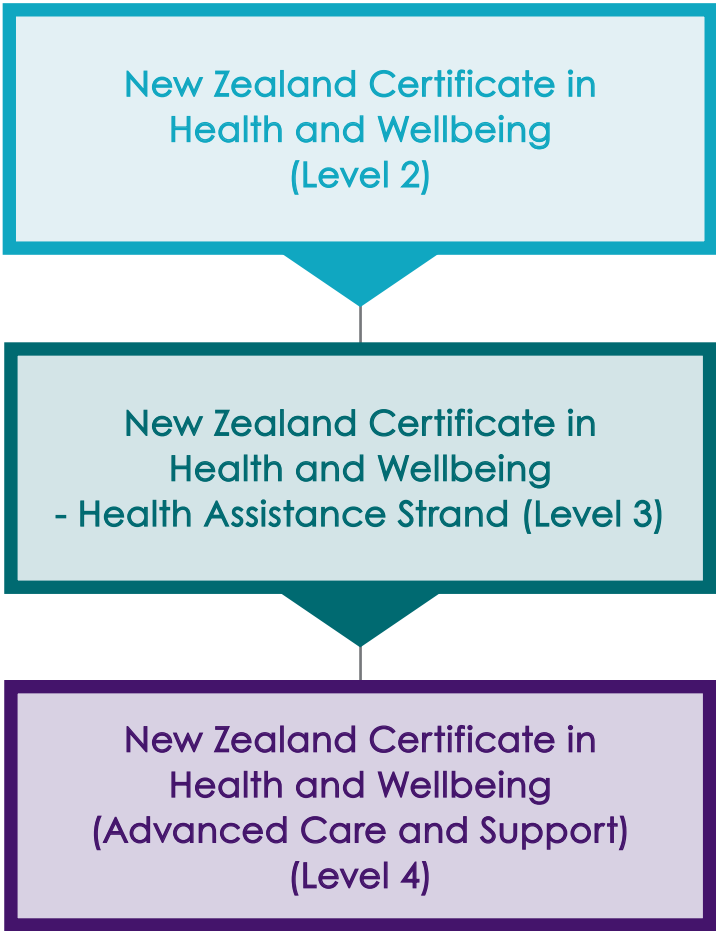 New Zealand Certificate in
Health and Wellbeing
(Level 2)
New Zealand Certificate in
Health and Wellbeing
- Health Assistance Strand (Level 3)
New Zealand Certificate in
Health and Wellbeing
(Advanced Care and Support)
(Level 4)